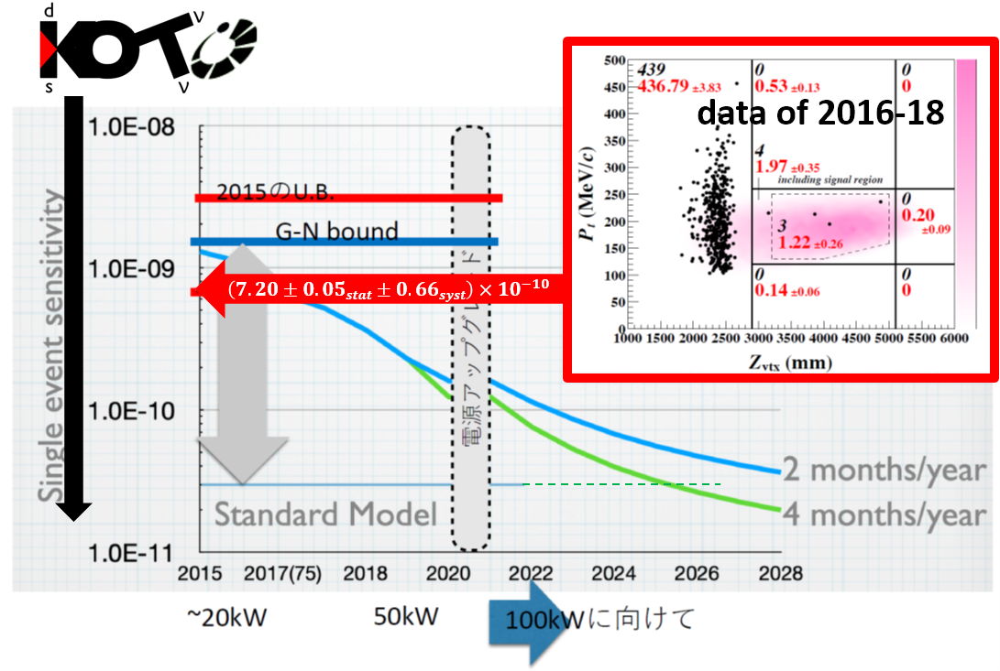 d
ν
KOTO
s
ν
1.0E-08
1.0E-09
1.0E-10
1.0E-11
Single event sensitivity
2015のU.B.
G-N bound
(7.20 ± 0.05stat ± 0.66syst) × 10⁻¹⁰
電源アップグレード
Standard Model
2 months/year
4 months/year
2015 2017(75) 2018 2020 2022 2024 2026 2028
~20kW 50kW 100kWに向けて
data of 2016-18
500
450
400
350
300
250
200
150
100
50
0
Pt (MeV/c)
439
436.79 ±3.83
0
0.53 ±0.13
0
0
4
1.97 ±0.35
including signal region
3
1.22 ±0.26
0
0.20
±0.09
0
0.14 ±0.06
0
0
1000 1500 2000 2500 3000 3500 4000 4500 5000 5500 6000
Zvtx (mm)